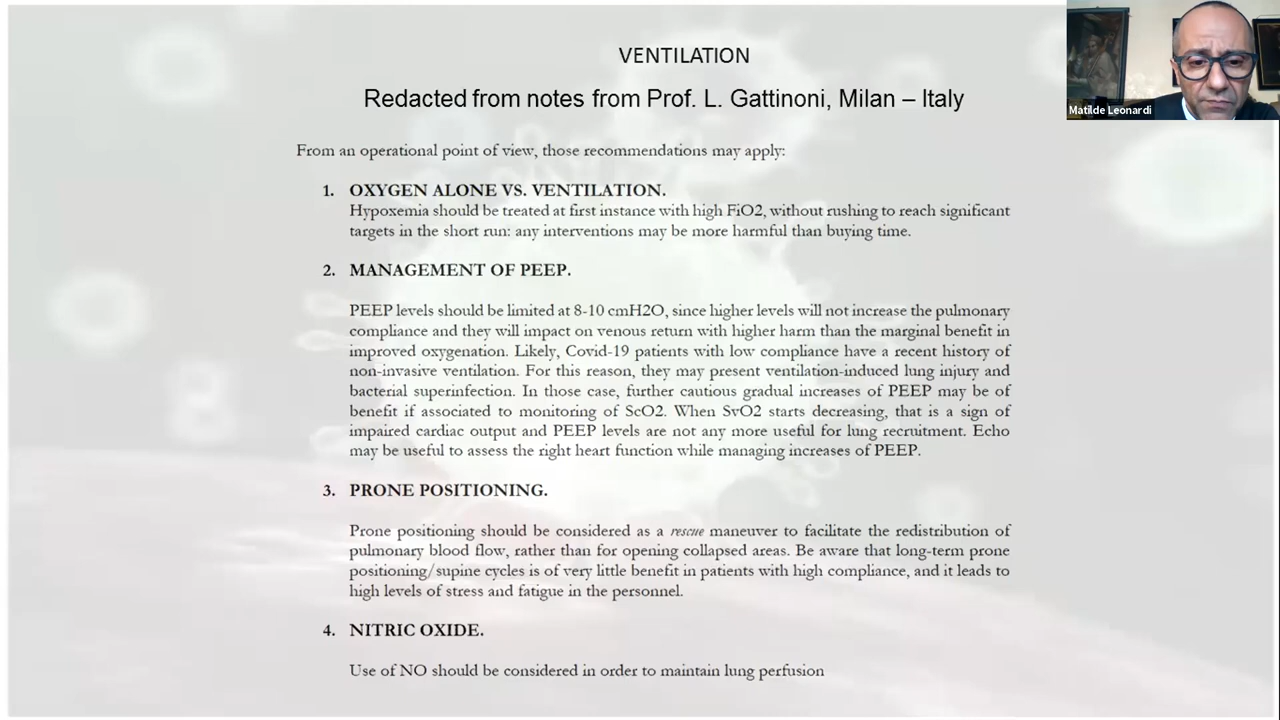 VENTILATION
Redacted from notes from Prof. L. Gattinoni, Milan – Italy
Matilde Leonardi
From an operational point of view, those recommendations may apply:
1. OXYGEN ALONE VS. VENTILATION.
Hypoxemia should be treated at first instance with high FiO2, without rushing to reach significant
targets in the short run: any interventions may be more harmful than buying time.
2. MANAGEMENT OF PEEP.
PEEP levels should be limited at 8-10 cmH2O, since higher levels will not increase the pulmonary
compliance and they will impact on venous return with higher harm than the marginal benefit in
improved oxygenation. Likely, Covid-19 patients with low compliance have a recent history of
non-invasive ventilation. For this reason, they may present ventilation-induced lung injury and
bacterial superinfection. In those case, further cautious gradual increases of PEEP may be of
benefit if associated to monitoring of ScO2. When SvO2 starts decreasing, that is a sign of
impaired cardiac output and PEEP levels are not any more useful for lung recruitment. Echo
may be useful to assess the right heart function while managing increases of PEEP.
3. PRONE POSITIONING.
Prone positioning should be considered as a rescue maneuver to facilitate the redistribution of
pulmonary blood flow, rather than for opening collapsed areas. Be aware that long-term prone
positioning/supine cycles is of very little benefit in patients with high compliance, and it leads to
high levels of stress and fatigue in the personnel.
4. NITRIC OXIDE.
Use of NO should be considered in order to maintain lung perfusion